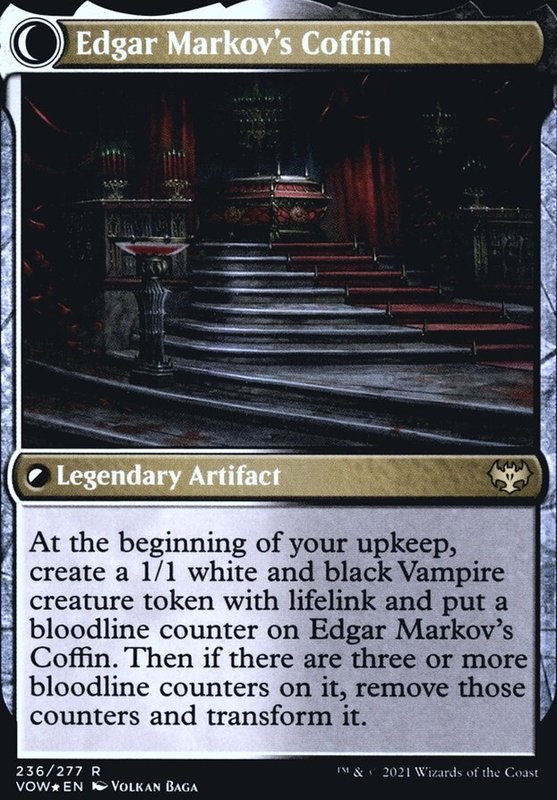 Edgar Markov's Coffin
Legendary Artifact
At the beginning of your upkeep,
create a 1/1 white and black Vampire
creature token with lifelink and put a
bloodline counter on Edgar Markov's
Coffin. Then if there are three or more
bloodline counters on it, remove those
counters and transform it.
236/277 R
VOW★EN Volkan Baga
™ & © 2021 Wizards of the Coast